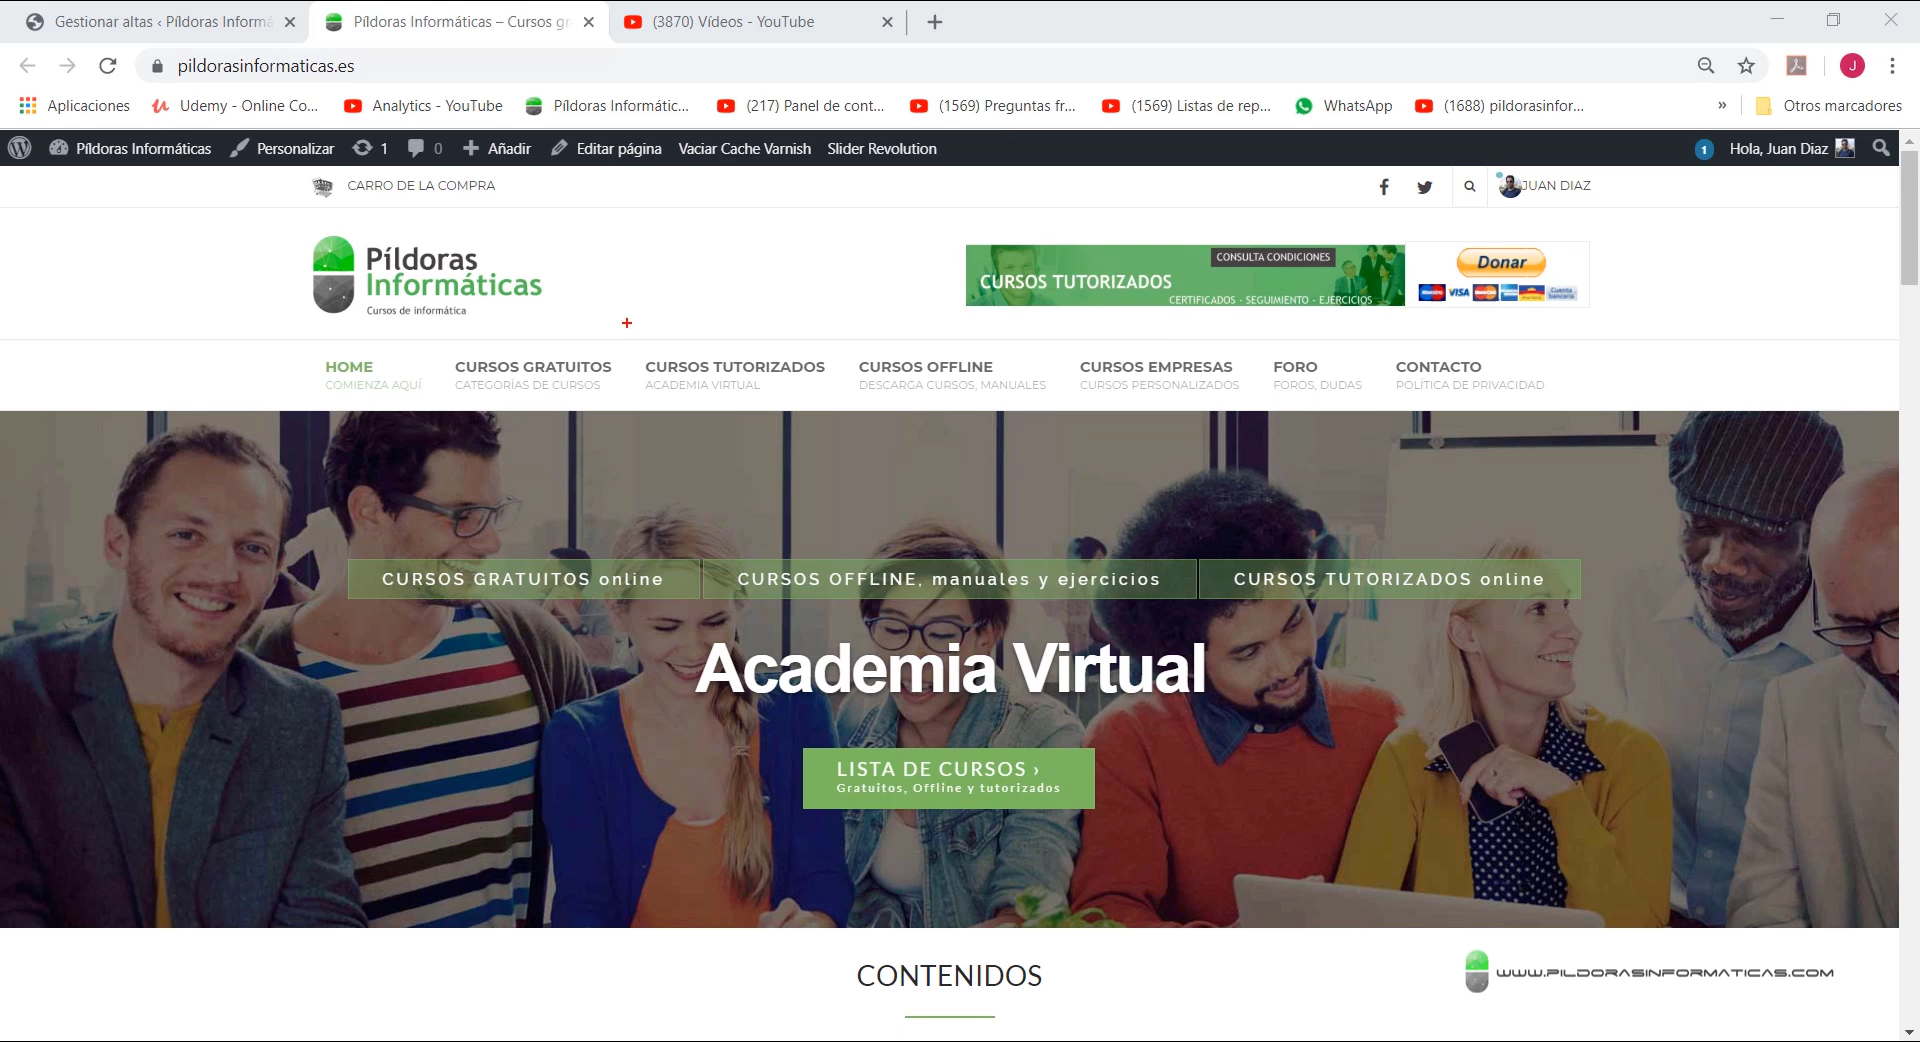 Gestionar altas ‹ Píldoras Informá
Píldoras Informáticas – Cursos gr
(3870) Vídeos - YouTube
pildorasinformaticas.es
J
Aplicaciones
Udemy - Online Co...
Analytics - YouTube
Píldoras Informátic...
(217) Panel de cont...
(1569) Preguntas fr...
(1569) Listas de rep...
WhatsApp
(1688) pildorasinfor...
»
Otros marcadores
Píldoras Informáticas
Personalizar
1
0
Añadir
Editar página
Vaciar Cache Varnish
Slider Revolution
1
Hola, Juan Diaz
CARRO DE LA COMPRA
JUAN DIAZ
Píldoras
Informáticas
Cursos de informática
CONSULTA CONDICIONES
CURSOS TUTORIZADOS
CERTIFICADOS - SEGUIMIENTO - EJERCICIOS
Donar
VISA
Cuenta
bancaria
HOME
COMIENZA AQUÍ
CURSOS GRATUITOS
CATEGORÍAS DE CURSOS
CURSOS TUTORIZADOS
ACADEMIA VIRTUAL
CURSOS OFFLINE
DESCARGA CURSOS, MANUALES
CURSOS EMPRESAS
CURSOS PERSONALIZADOS
FORO
FOROS, DUDAS
CONTACTO
POLÍTICA DE PRIVACIDAD
CURSOS GRATUITOS online
CURSOS OFFLINE, manuales y ejercicios
CURSOS TUTORIZADOS online
Academia Virtual
LISTA DE CURSOS ›
Gratuitos, Offline y tutorizados
CONTENIDOS
WWW.PILDORASINFORMATICAS.COM